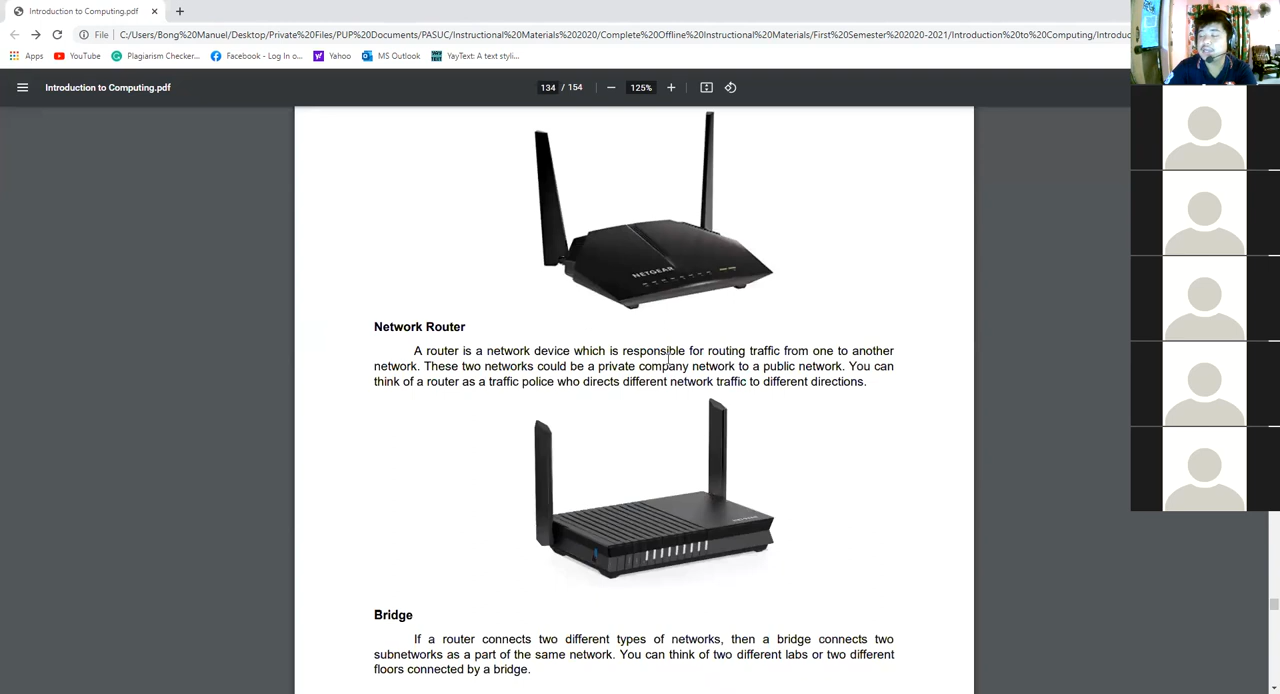 Introduction to Computing.pdf
File C:/Users/Bong%20Manuel/Desktop/Private%20Files/PUP%20Documents/PASUC/Instructional%20Materials%202020/Complete%20Offline%20Instructional%20Materials/First%20Semester%202020-2021/Introduction%20to%20Computing/Introdu
Apps YouTube Plagiarism Checker... Facebook - Log In o... Yahoo MS Outlook YayText: A text styli...
Introduction to Computing.pdf 134 / 154 125%
NETGEAR
Network Router
A router is a network device which is responsible for routing traffic from one to another
network. These two networks could be a private company network to a public network. You can
think of a router as a traffic police who directs different network traffic to different directions.
Bridge
If a router connects two different types of networks, then a bridge connects two
subnetworks as a part of the same network. You can think of two different labs or two different
floors connected by a bridge.